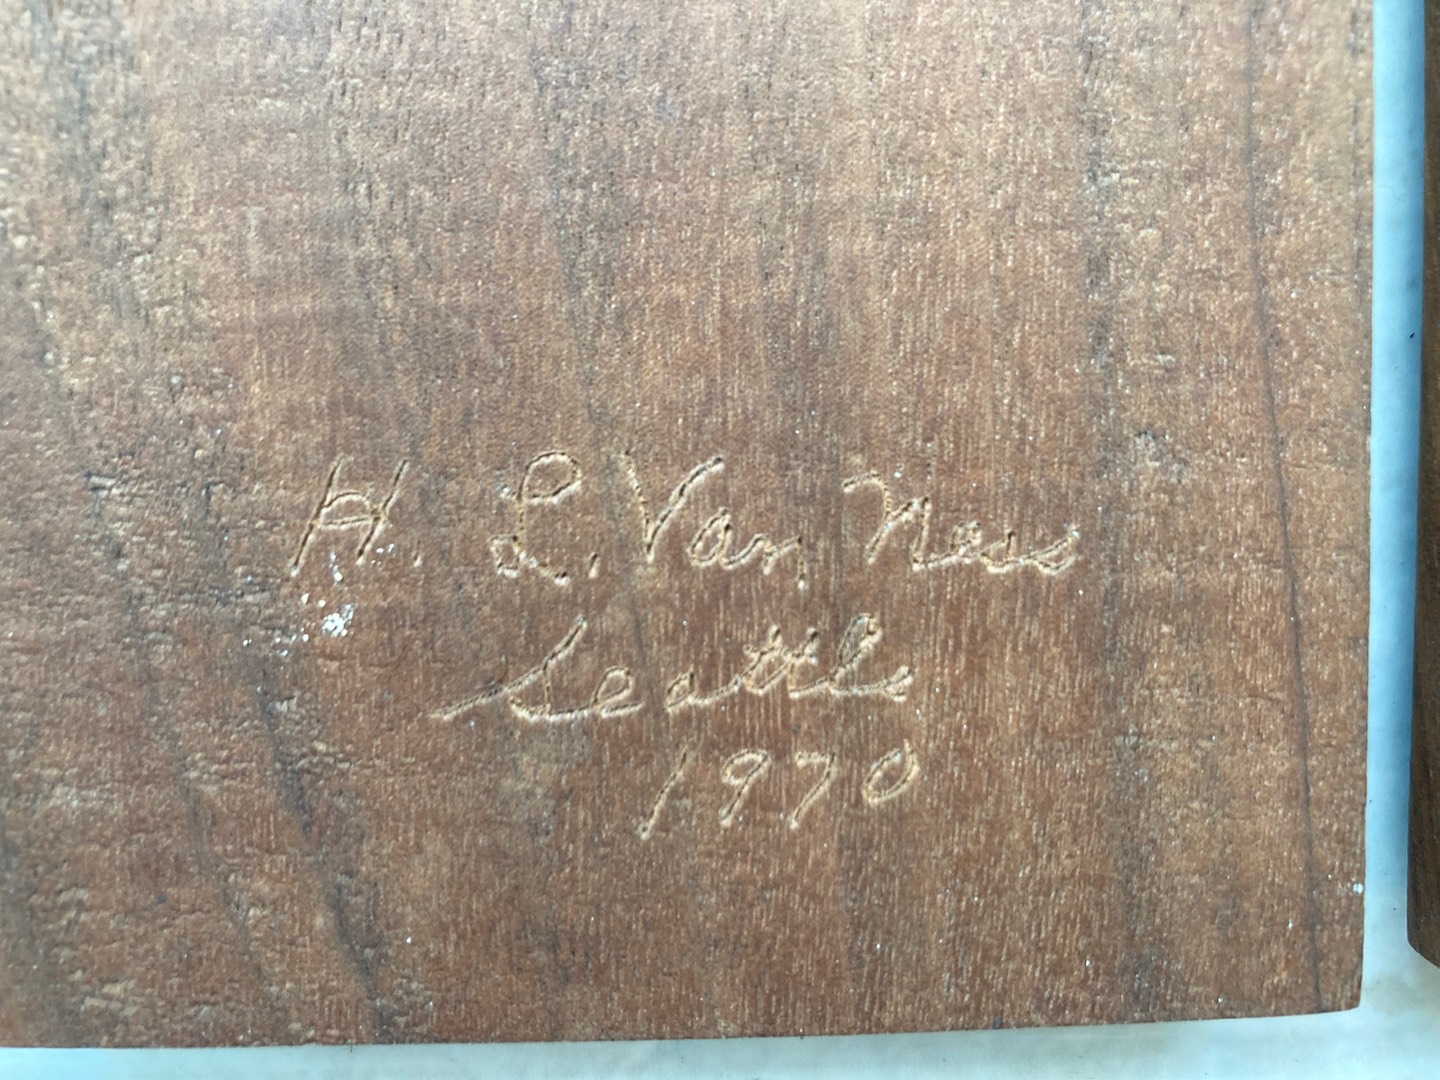 H. L. Van Ness
Seattle
1970